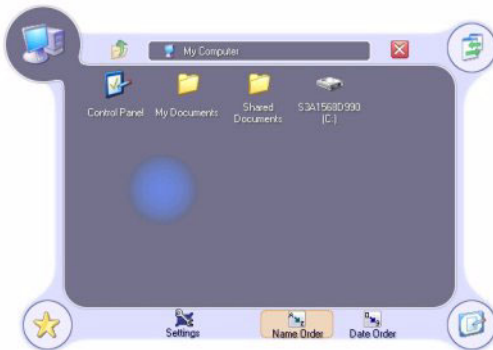 My Computer
Control Panel
My Documents
Shared
Documents
S3A1568D990
(C:)
Settings
Name Order
Date Order